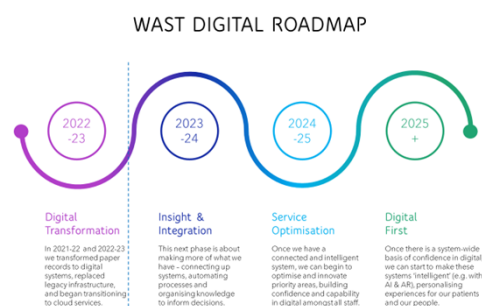 WAST DIGITAL ROADMAP
2022
-23
2023
-24
2024
-25
2025
+
Digital
Transformation
In 2021-22 and 2022-23
we transformed paper
records to digital
systems, replaced
legacy infrastructure,
and began transitioning
to cloud services.
Insight &
Integration
This next phase is about
making more of what we
have – connecting up
systems, automating
processes and
organising knowledge
to inform decisions.
Service
Optimisation
Once we have a
connected and intelligent
system, we can begin to
optimise and innovate
priority areas, building
confidence and capability
in digital amongst all staff.
Digital
First
Once there is a system-wide
basis of confidence in digital
we can start to make these
systems 'intelligent' (e.g. with
AI & AR), personalising
experiences for our patients
and our people.